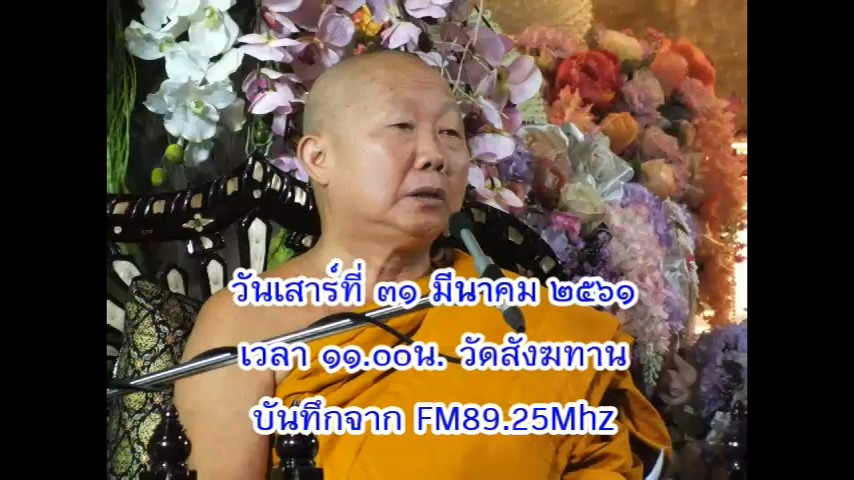 วันเสาร์ที่ ๓๑ มีนาคม ๒๕๖๑
เวลา ๑๑.๐๐น. วัดสังฆทาน
บันทึกจาก FM89.25Mhz